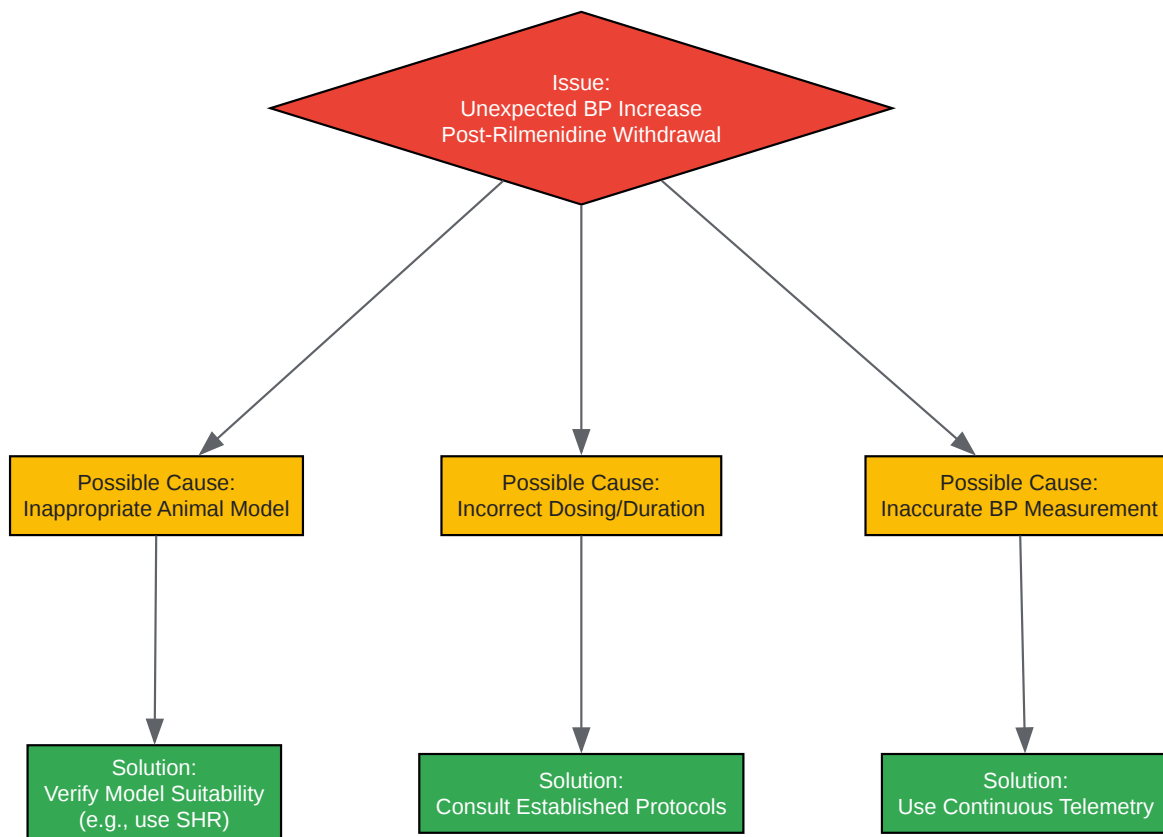 Issue:
Unexpected BP Increase
Post-Rilmenidine Withdrawal
Possible Cause:
Inappropriate Animal Model
Possible Cause:
Incorrect Dosing/Duration
Possible Cause:
Inaccurate BP Measurement
Solution:
Verify Model Suitability
(e.g., use SHR)
Solution:
Consult Established Protocols
Solution:
Use Continuous Telemetry